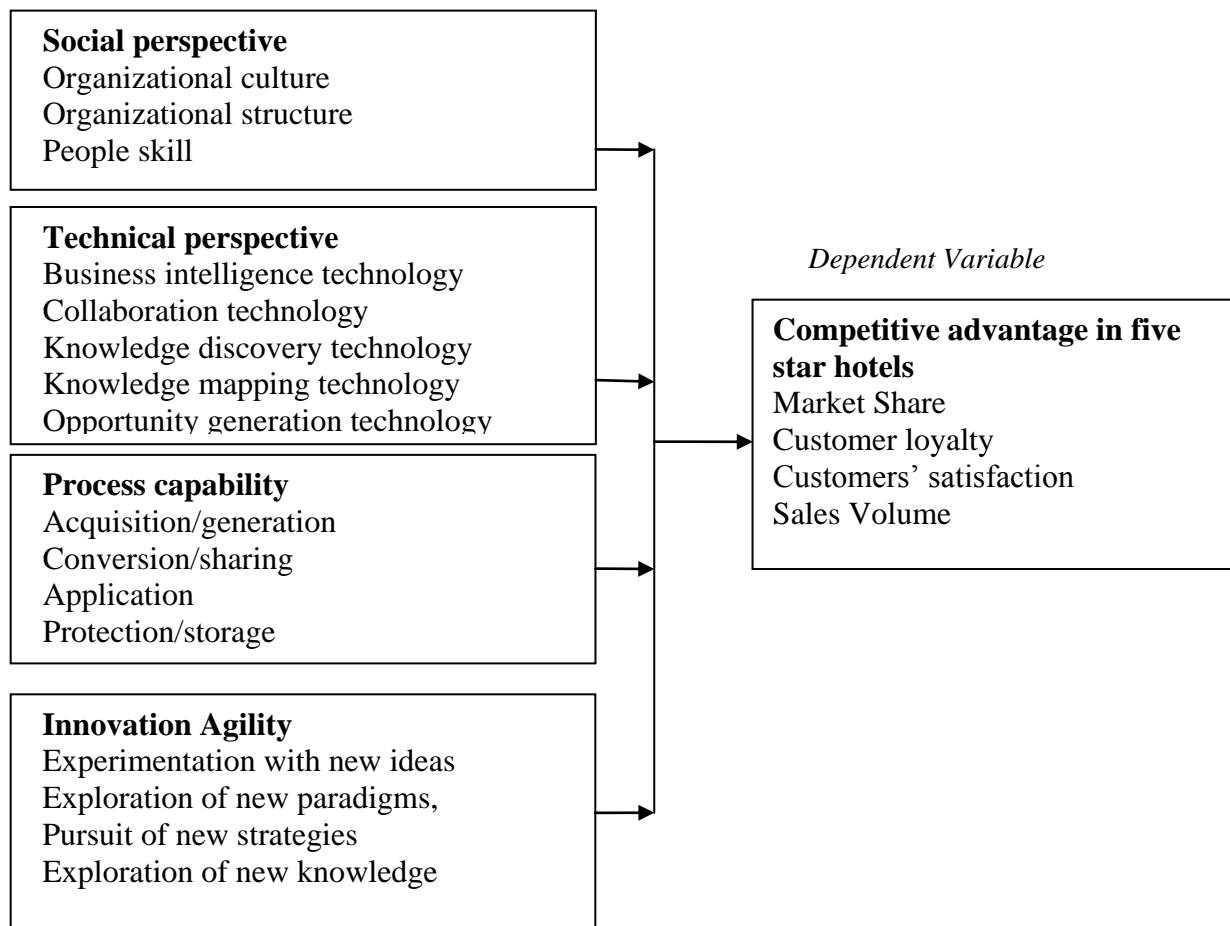 Social perspective
Organizational culture
Organizational structure
People skill
Technical perspective
Business intelligence technology
Collaboration technology
Knowledge discovery technology
Knowledge mapping technology
Opportunity generation technology
Process capability
Acquisition/generation
Conversion/sharing
Application
Protection/storage
Innovation Agility
Experimentation with new ideas
Exploration of new paradigms,
Pursuit of new strategies
Exploration of new knowledge
Dependent Variable
Competitive advantage in five
star hotels
Market Share
Customer loyalty
Customers’ satisfaction
Sales Volume